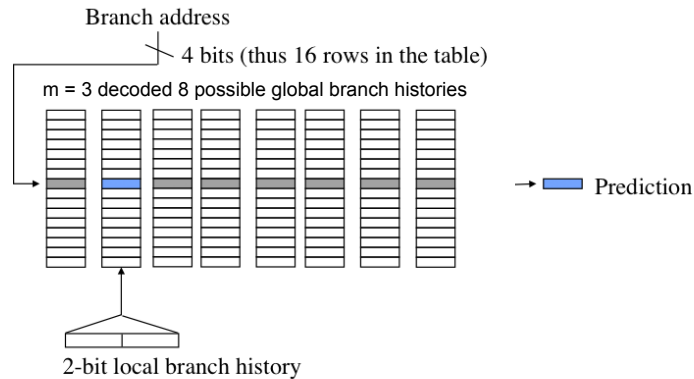 Branch address
4 bits (thus 16 rows in the table)
m = 3 decoded 8 possible global branch histories
Prediction
2-bit local branch history